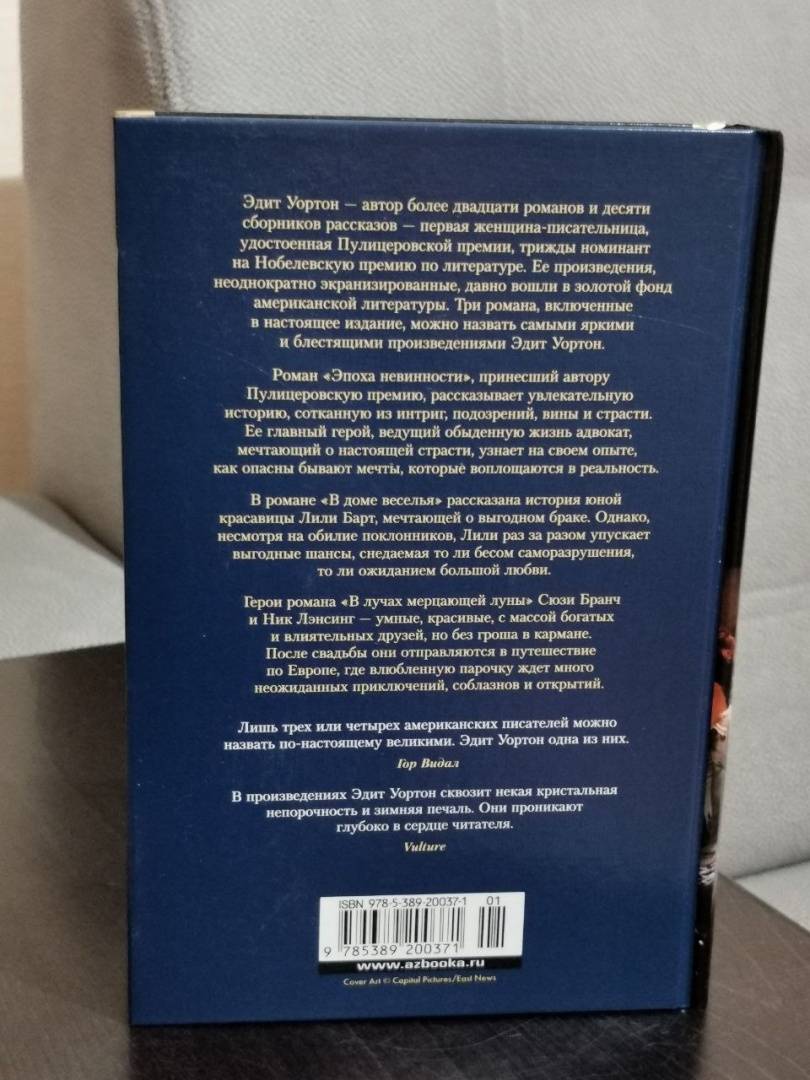 Эдит Уортон — автор более двадцати романов и десяти
сборников рассказов — первая женщина-писательница,
удостоенная Пулицеровской премии, трижды номинант
на Нобелевскую премию по литературе. Ее произведения,
неоднократно экранизированные, давно вошли в золотой фонд
американской литературы. Три романа, включенные
в настоящее издание, можно назвать самыми яркими
и блестящими произведениями Эдит Уортон.
Роман «Эпоха невинности», принесший автору
Пулицеровскую премию, рассказывает увлекательную
историю, сотканную из интриг, подозрений, вины и страсти.
Ее главный герой, ведущий обыденную жизнь адвокат,
мечтающий о настоящей страсти, узнает на своем опыте,
как опасны бывают мечты, которые воплощаются в реальность.
В романе «В доме веселья» рассказана история юной
красавицы Лили Барт, мечтающей о выгодном браке. Однако,
несмотря на обилие поклонников, Лили раз за разом упускает
выгодные шансы, снедаемая то ли бесом саморазрушения,
то ли ожиданием большой любви.
Герои романа «В лучах мерцающей луны» Сюзи Бранч
и Ник Лэнсинг — умные, красивые, с массой богатых
и влиятельных друзей, но без гроша в кармане.
После свадьбы они отправляются в путешествие
по Европе, где влюбленную парочку ждет много
неожиданных приключений, соблазнов и открытий.
Лишь трех или четырех американских писателей можно
назвать по-настоящему великими. Эдит Уортон одна из них.
Гор Видал
В произведениях Эдит Уортон сквозит некая кристальная
непорочность и зимняя печаль. Они проникают
глубоко в сердце читателя.
Vulture
ISBN 978-5-389-20037-1 01
9 785389 200371
www.azbooka.ru
Cover Art © Capital Pictures/East News